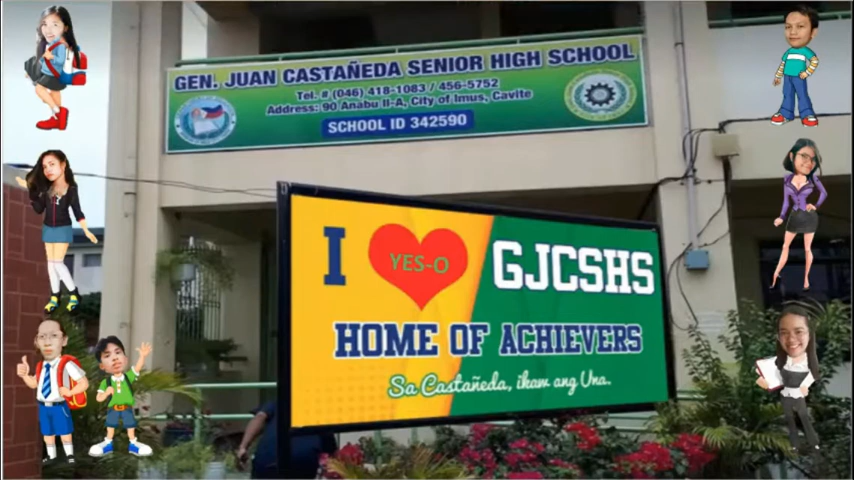 GEN. JUAN CASTAÑEDA SENIOR HIGH SCHOOL
Tel. # (046) 418-1083 / 456-5752
Address: 90 Anabu II-A, City of Imus, Cavite
SCHOOL ID 342590
I YES-O GJCSHS
HOME OF ACHIEVERS
Sa Castañeda, ikaw ang Una.